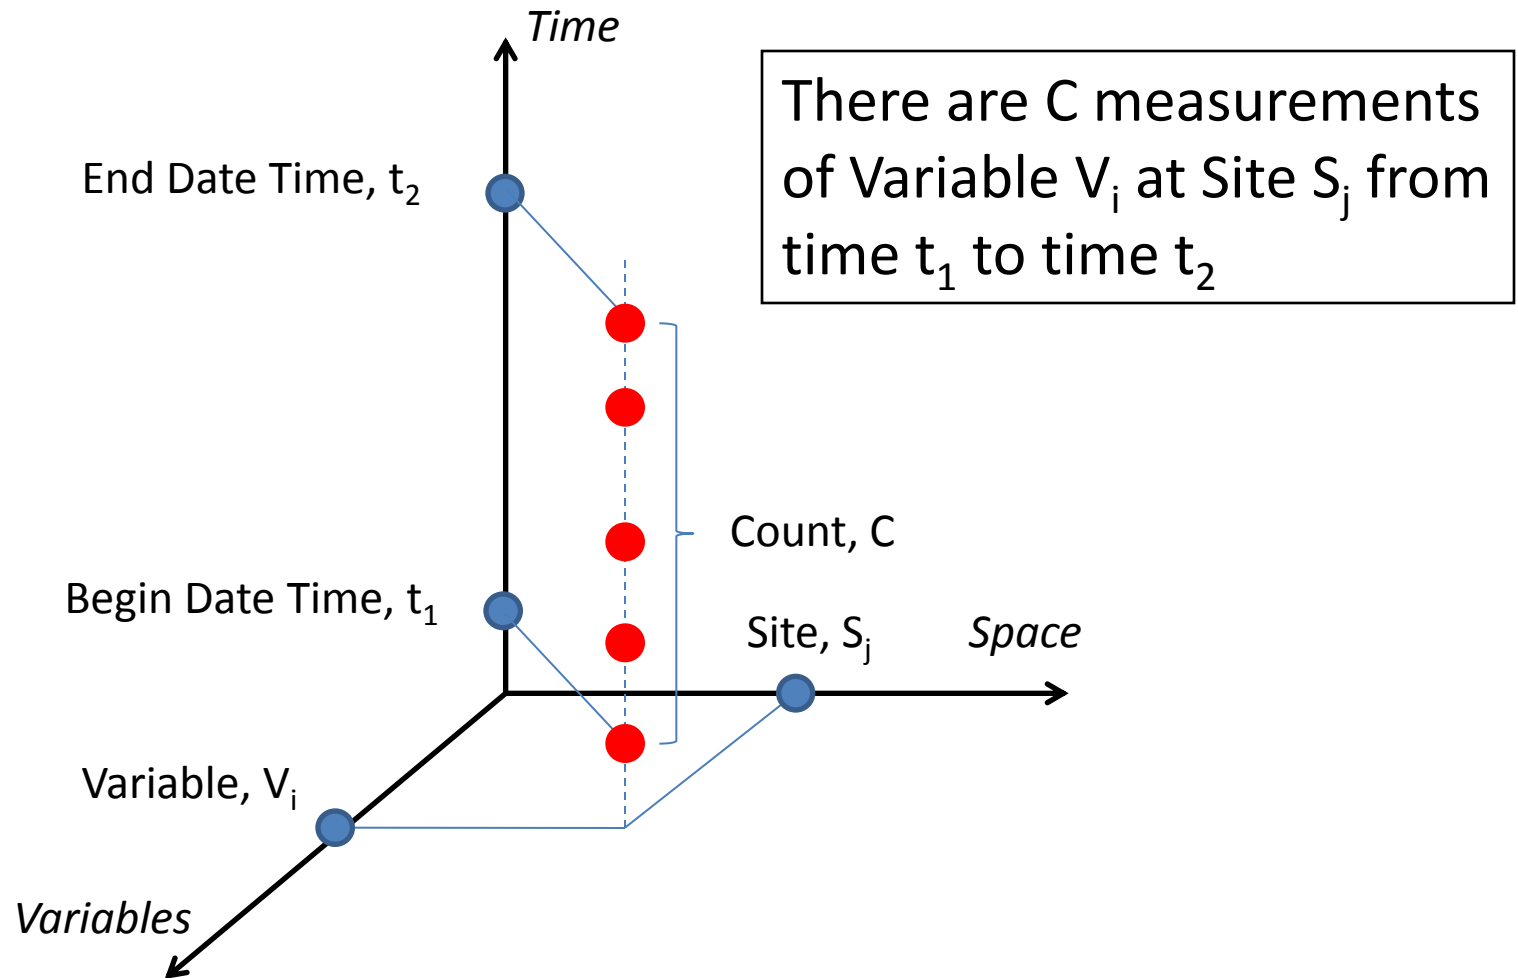 Time
There are C measurements
of Variable Vᵢ at Site Sⱼ from
time t₁ to time t₂
End Date Time, t₂
Count, C
Begin Date Time, t₁
Site, Sⱼ
Space
Variable, Vᵢ
Variables